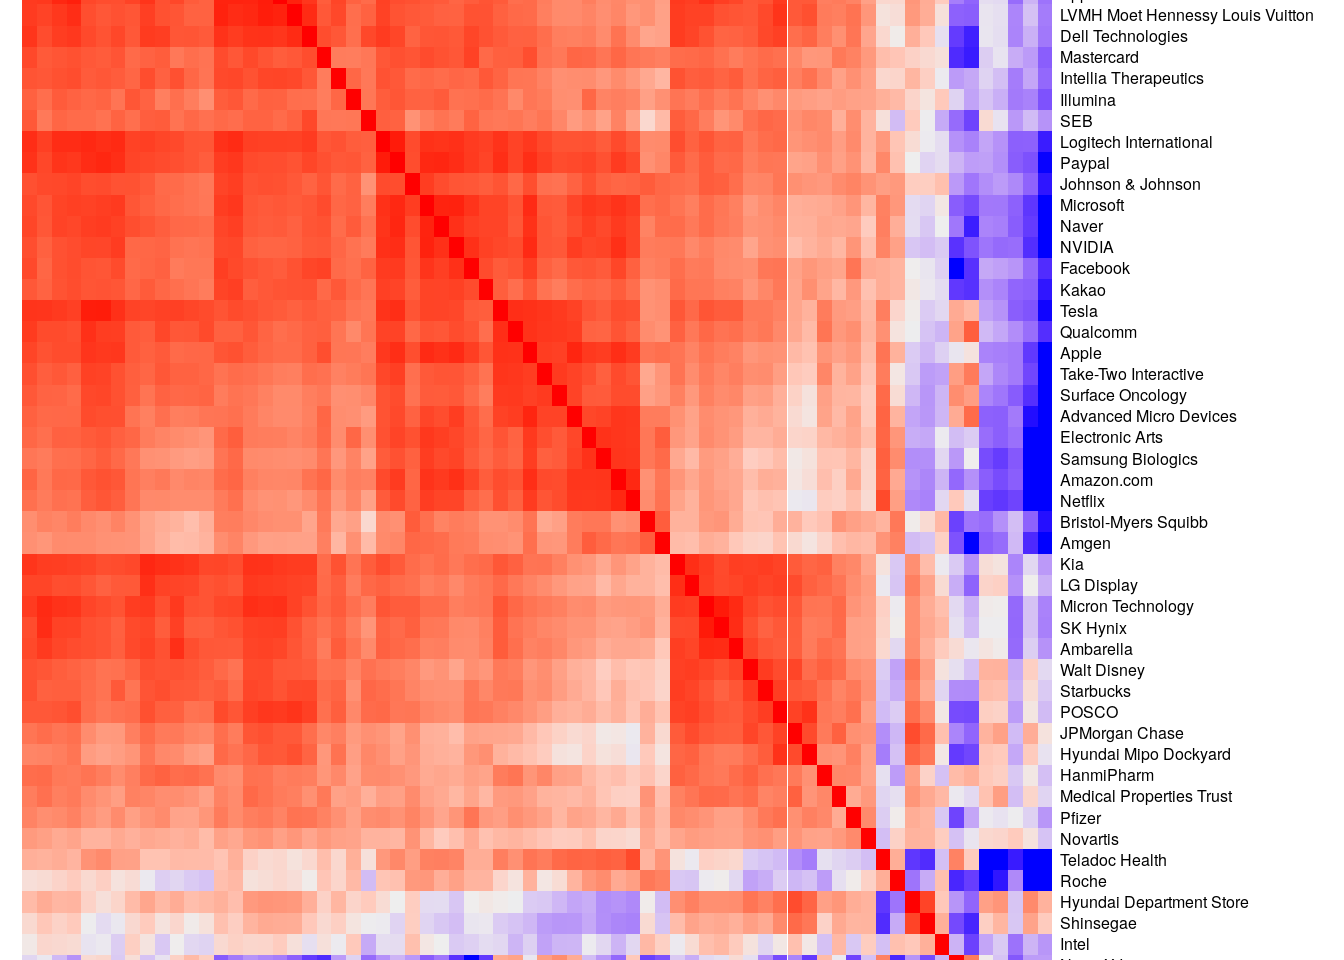 LVMH Moet Hennessy Louis Vuitton
Dell Technologies
Mastercard
Intellia Therapeutics
Illumina
SEB
Logitech International
Paypal
Johnson & Johnson
Microsoft
Naver
NVIDIA
Facebook
Kakao
Tesla
Qualcomm
Apple
Take-Two Interactive
Surface Oncology
Advanced Micro Devices
Electronic Arts
Samsung Biologics
Amazon.com
Netflix
Bristol-Myers Squibb
Amgen
Kia
LG Display
Micron Technology
SK Hynix
Ambarella
Walt Disney
Starbucks
POSCO
JPMorgan Chase
Hyundai Mipo Dockyard
HanmiPharm
Medical Properties Trust
Pfizer
Novartis
Teladoc Health
Roche
Hyundai Department Store
Shinsegae
Intel